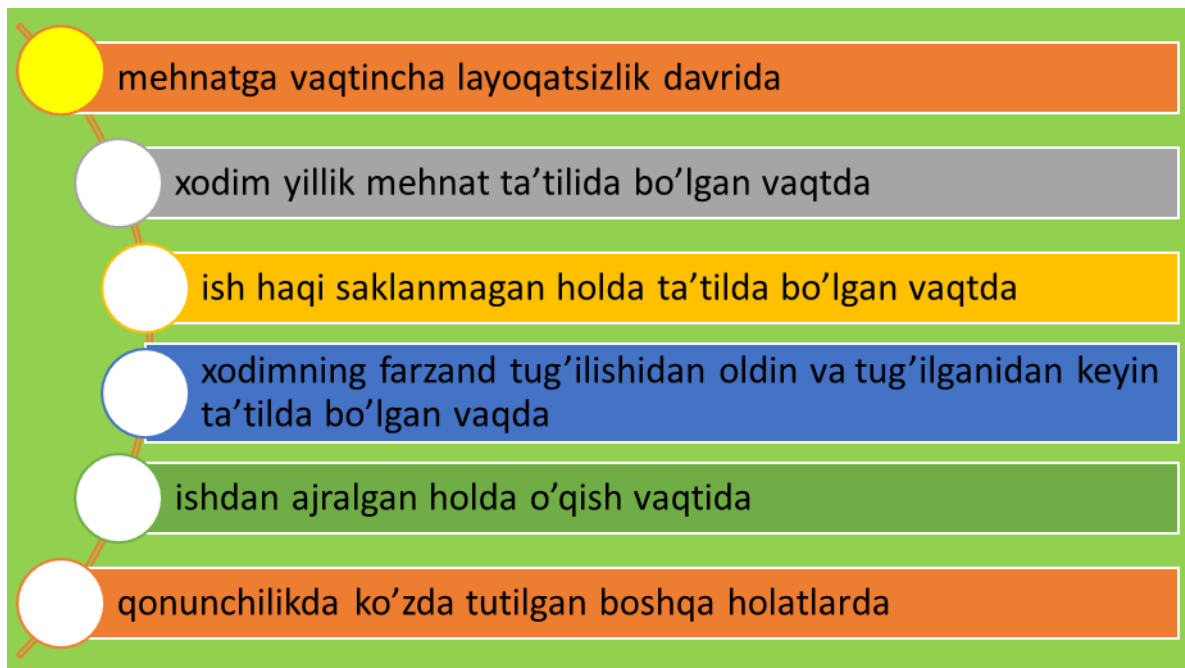 mehnatga vaqtincha layoqatsizlik davrida
xodim yillik mehnat ta’tilida bo’lgan vaqtda
ish haqi saklanmagan holda ta’tilda bo’lgan vaqtda
xodimning farzand tug’ilishidan oldin va tug’ilganidan keyin
ta’tilda bo’lgan vaqda
ishdan ajralgan holda o’qish vaqtida
qonunchilikda ko’zda tutilgan boshqa holatlarda